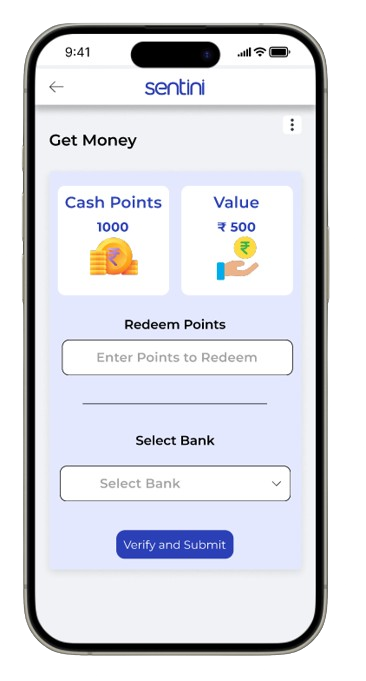 9:41
sentini
Get Money
Cash Points
1000
Value
₹ 500
Redeem Points
Enter Points to Redeem
Select Bank
Select Bank
Verify and Submit